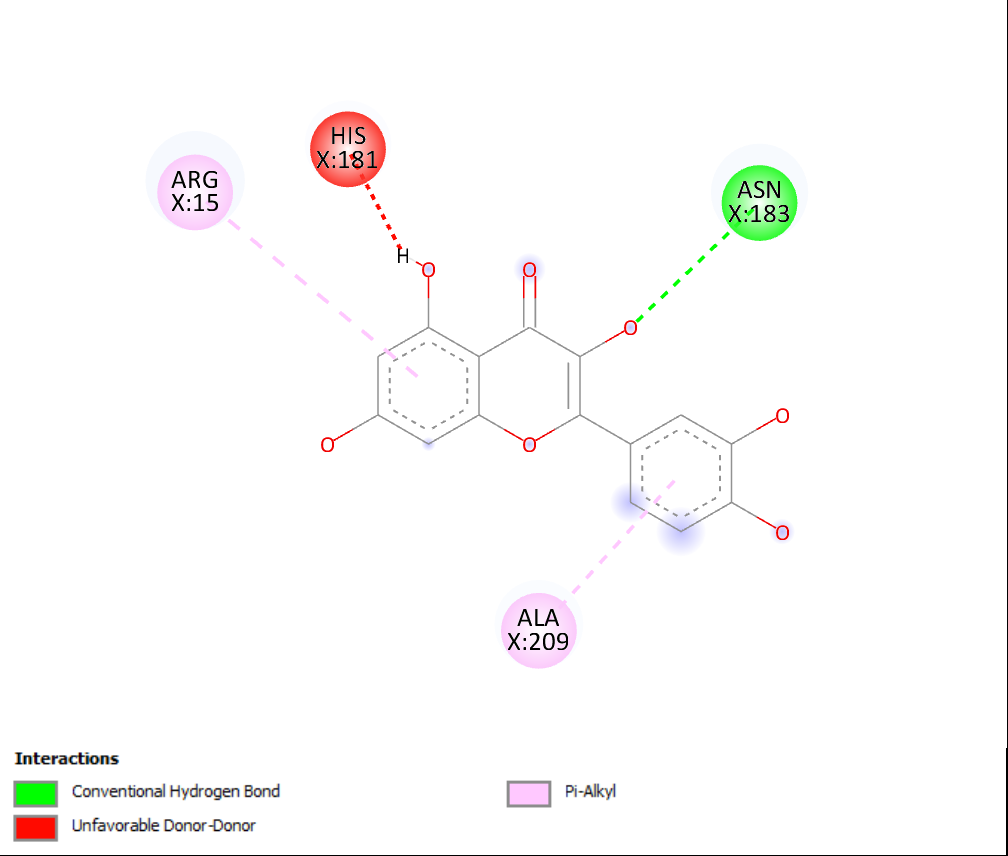 HIS
X:181
ARG
X:15
ASN
X:183
H
O
O
O
O
O
O
O
ALA
X:209
Interactions
Conventional Hydrogen Bond
Pi-Alkyl
Unfavorable Donor-Donor